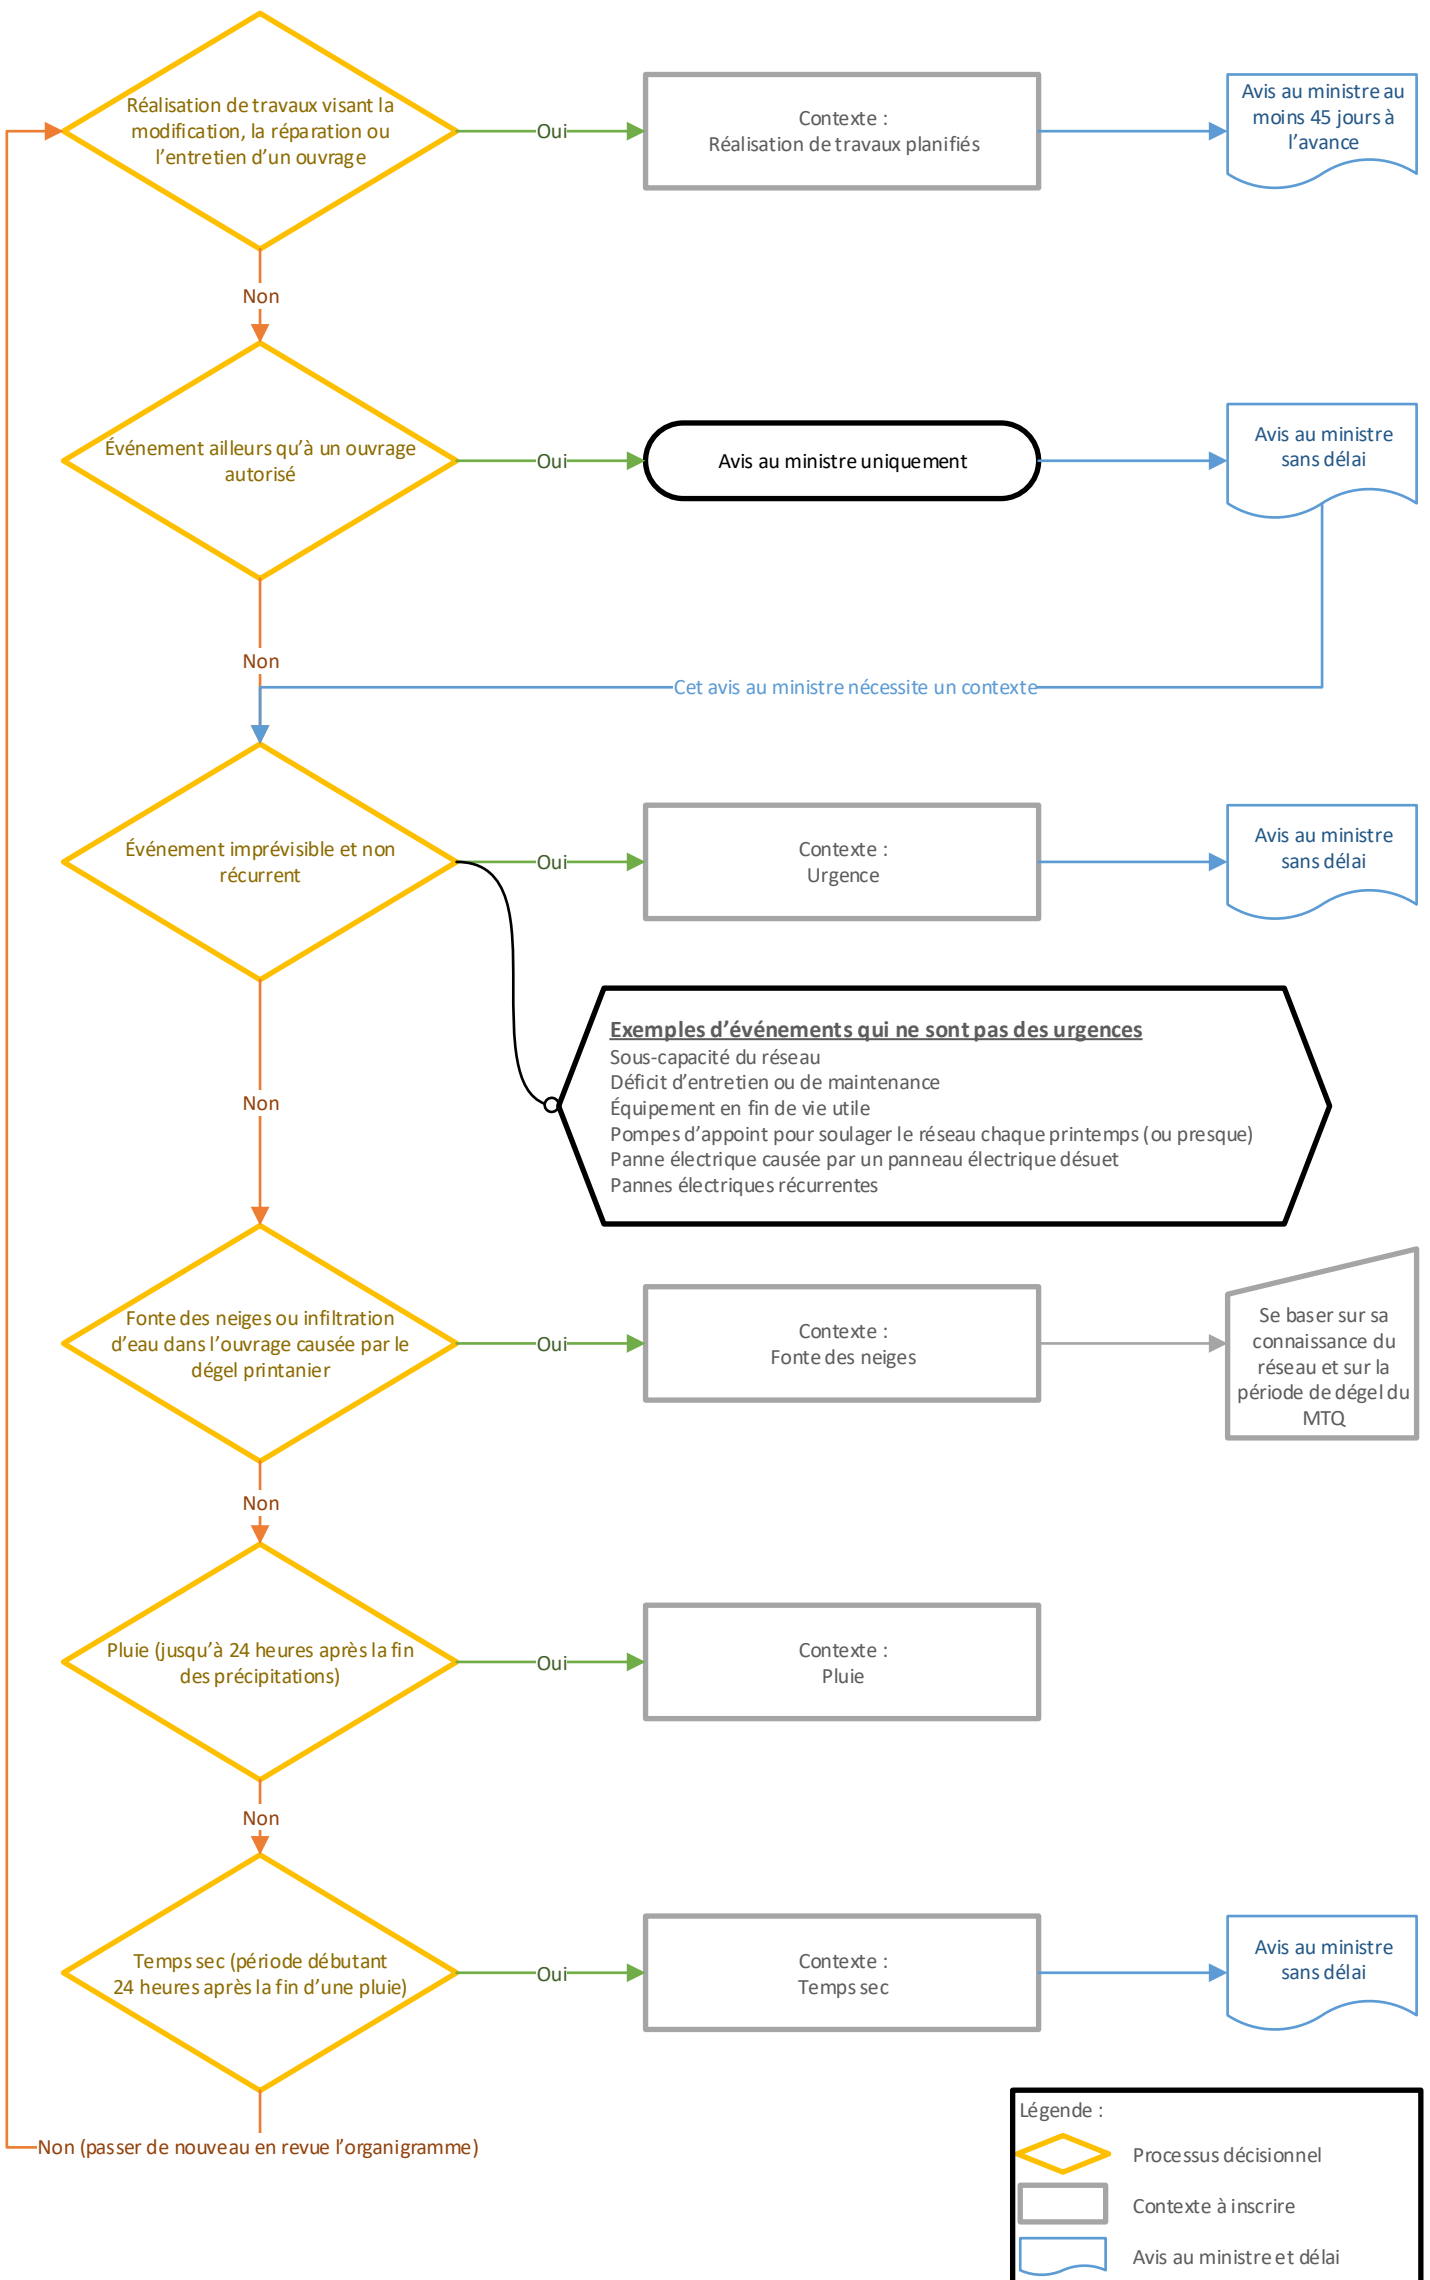 Réalisation de travaux visant la
modification, la réparation ou
l'entretien d'un ouvrage
Oui
Contexte :
Réalisation de travaux planifiés
Avis au ministre au
moins 45 jours à
l'avance
Non
Événement ailleurs qu'à un ouvrage
autorisé
Oui
Avis au ministre uniquement
Avis au ministre
sans délai
Non
Cet avis au ministre nécessite un contexte
Événement imprévisible et non
récurrent
Oui
Contexte :
Urgence
Avis au ministre
sans délai
Exemples d'événements qui ne sont pas des urgences
Sous-capacité du réseau
Déficit d'entretien ou de maintenance
Équipement en fin de vie utile
Pompes d'appoint pour soulager le réseau chaque printemps (ou presque)
Panne électrique causée par un panneau électrique désuet
Pannes électriques récurrentes
Non
Fonte des neiges ou infiltration
d'eau dans l'ouvrage causée par le
dégel printanier
Oui
Contexte :
Fonte des neiges
Se baser sur sa
connaissance du
réseau et sur la
période de dégel du
MTQ
Non
Pluie (jusqu'à 24 heures après la fin
des précipitations)
Oui
Contexte :
Pluie
Non
Temps sec (période débutant
24 heures après la fin d'une pluie)
Oui
Contexte :
Temps sec
Avis au ministre
sans délai
Non (passer de nouveau en revue l'organigramme)
Légende :
Processus décisionnel
Contexte à inscrire
Avis au ministre et délai